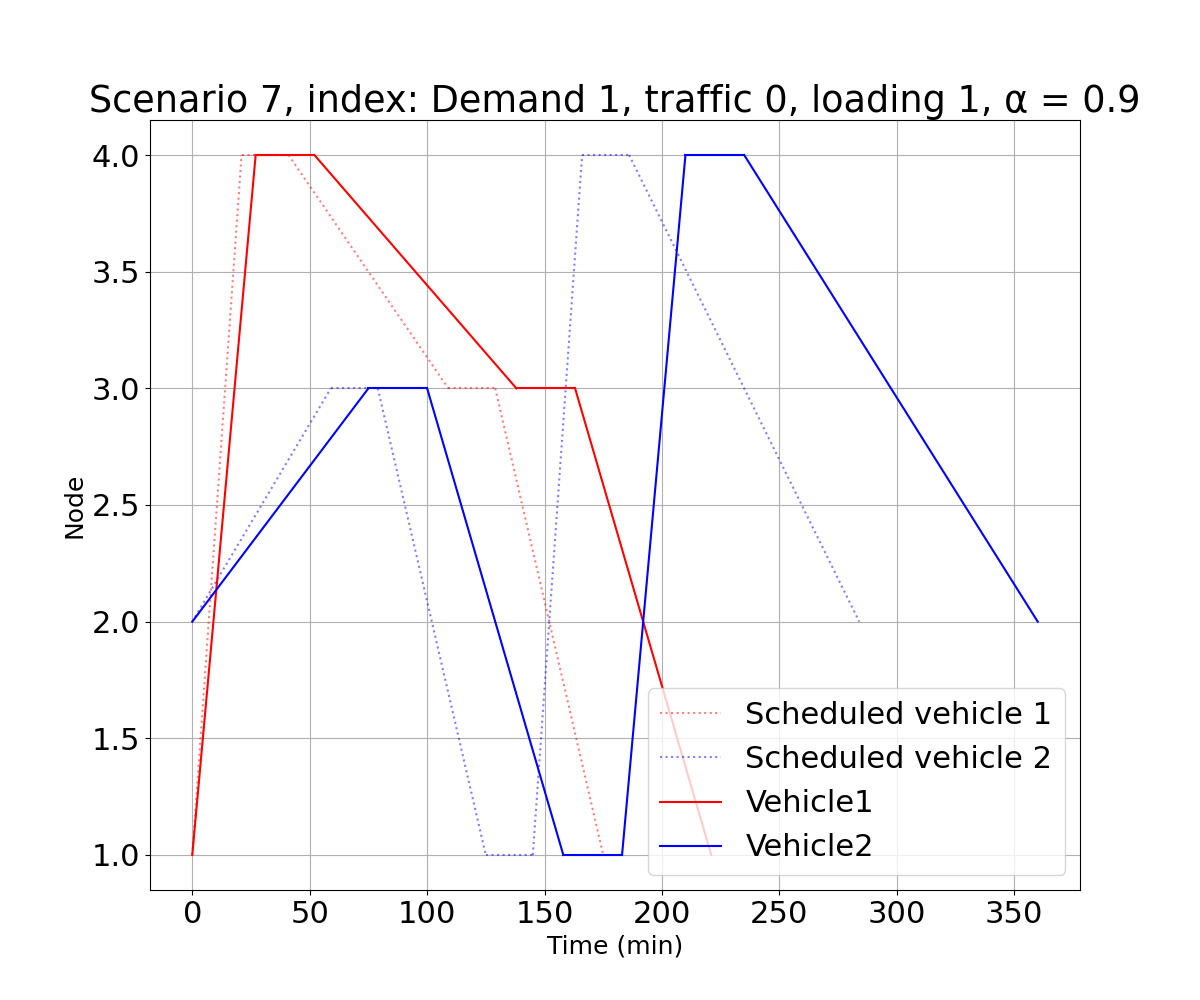 Scenario 7, index: Demand 1, traffic 0, loading 1, α = 0.9
4.0
3.5
3.0
2.5
2.0
1.5
1.0
Node
Scheduled vehicle 1
Scheduled vehicle 2
Vehicle1
Vehicle2
0 50 100 150 200 250 300 350
Time (min)